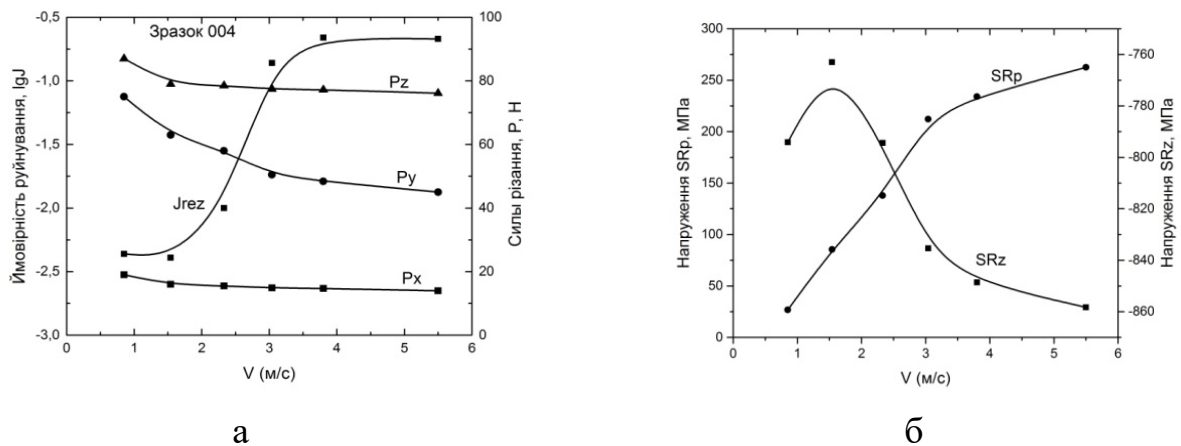 Зразок 004
Ймовірність руйнування, lgJ
-0,5
-1,0
-1,5
-2,0
-2,5
-3,0
Pz
Py
Jrez
Px
100
80
60
40
20
0
Силы різання, P, Н
0 1 2 3 4 5 6
V (м/с)
а
Напруження SRp, МПа
300
250
200
150
100
50
0
SRp
SRz
-760
-780
-800
-820
-840
-860
Напруження SRz, МПа
0 1 2 3 4 5 6
V (м/с)
б